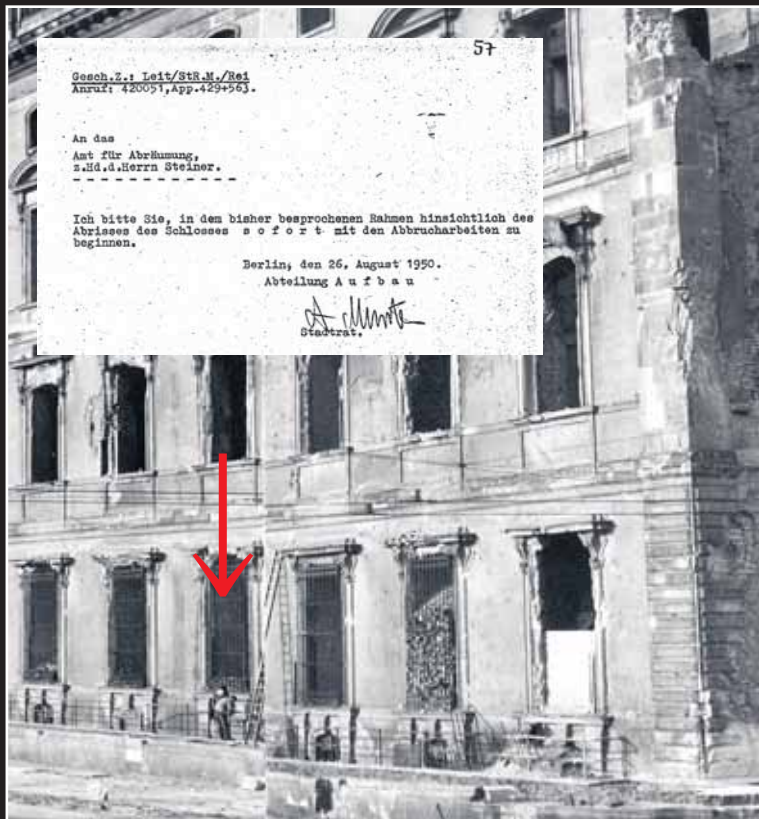 57
Gesch.Z.: Leit/StR.M./Rei
Anruf: 420051,App.429+563.
An das
Amt für Abräumung,
z.Hd.d.Herrn Steiner.
Ich bitte Sie, in dem bisher besprochenen Rahmen hinsichtlich des
Abrisses des Schlosses s o f o r t mit den Abbrucharbeiten zu
beginnen.
Berlin, den 26. August 1950.
Abteilung A u f b a u
Stadtrat.